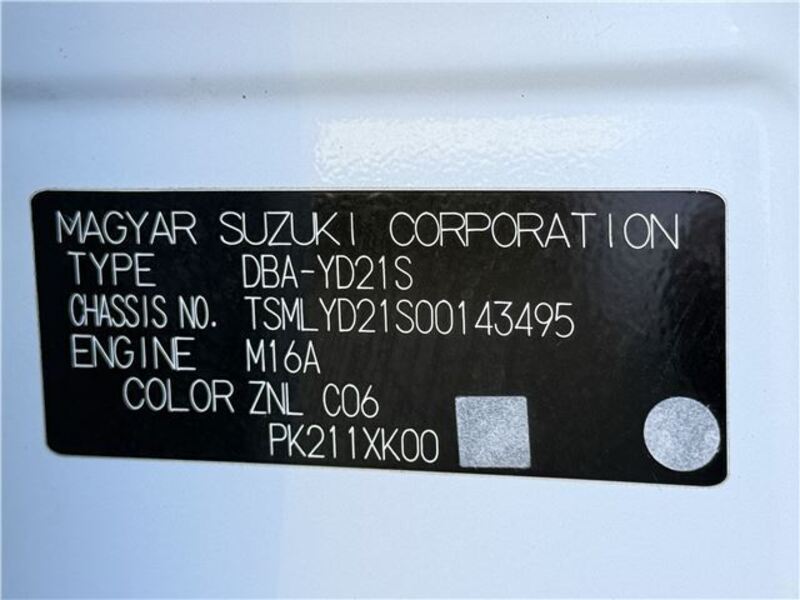 MAGYAR SUZUKI CORPORATION
TYPE DBA-YD21S
CHASSIS NO. TSMLYD21S00143495
ENGINE M16A
COLOR ZNL C06
PK211XK00